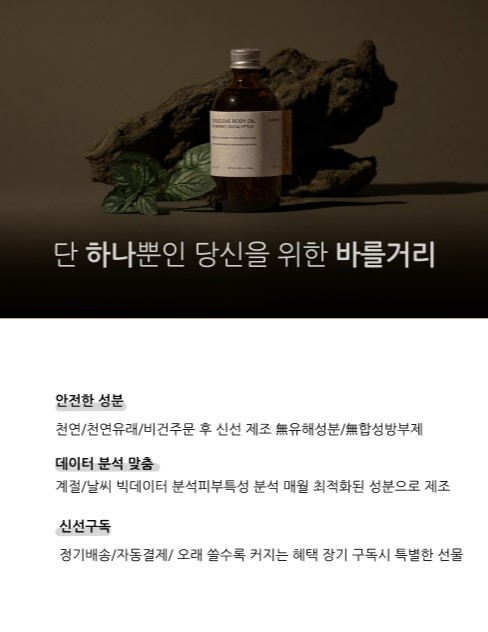 BODY OIL
단 하나뿐인 당신을 위한 바를거리
안전한 성분
천연/천연유래/비건주문 후 신선 제조 無유해성분/無합성방부제
데이터 분석 맞춤
계절/날씨 빅데이터 분석피부특성 분석 매월 최적화된 성분으로 제조
신선구독
정기배송/자동결제/ 오래 쓸수록 커지는 혜택 장기 구독시 특별한 선물